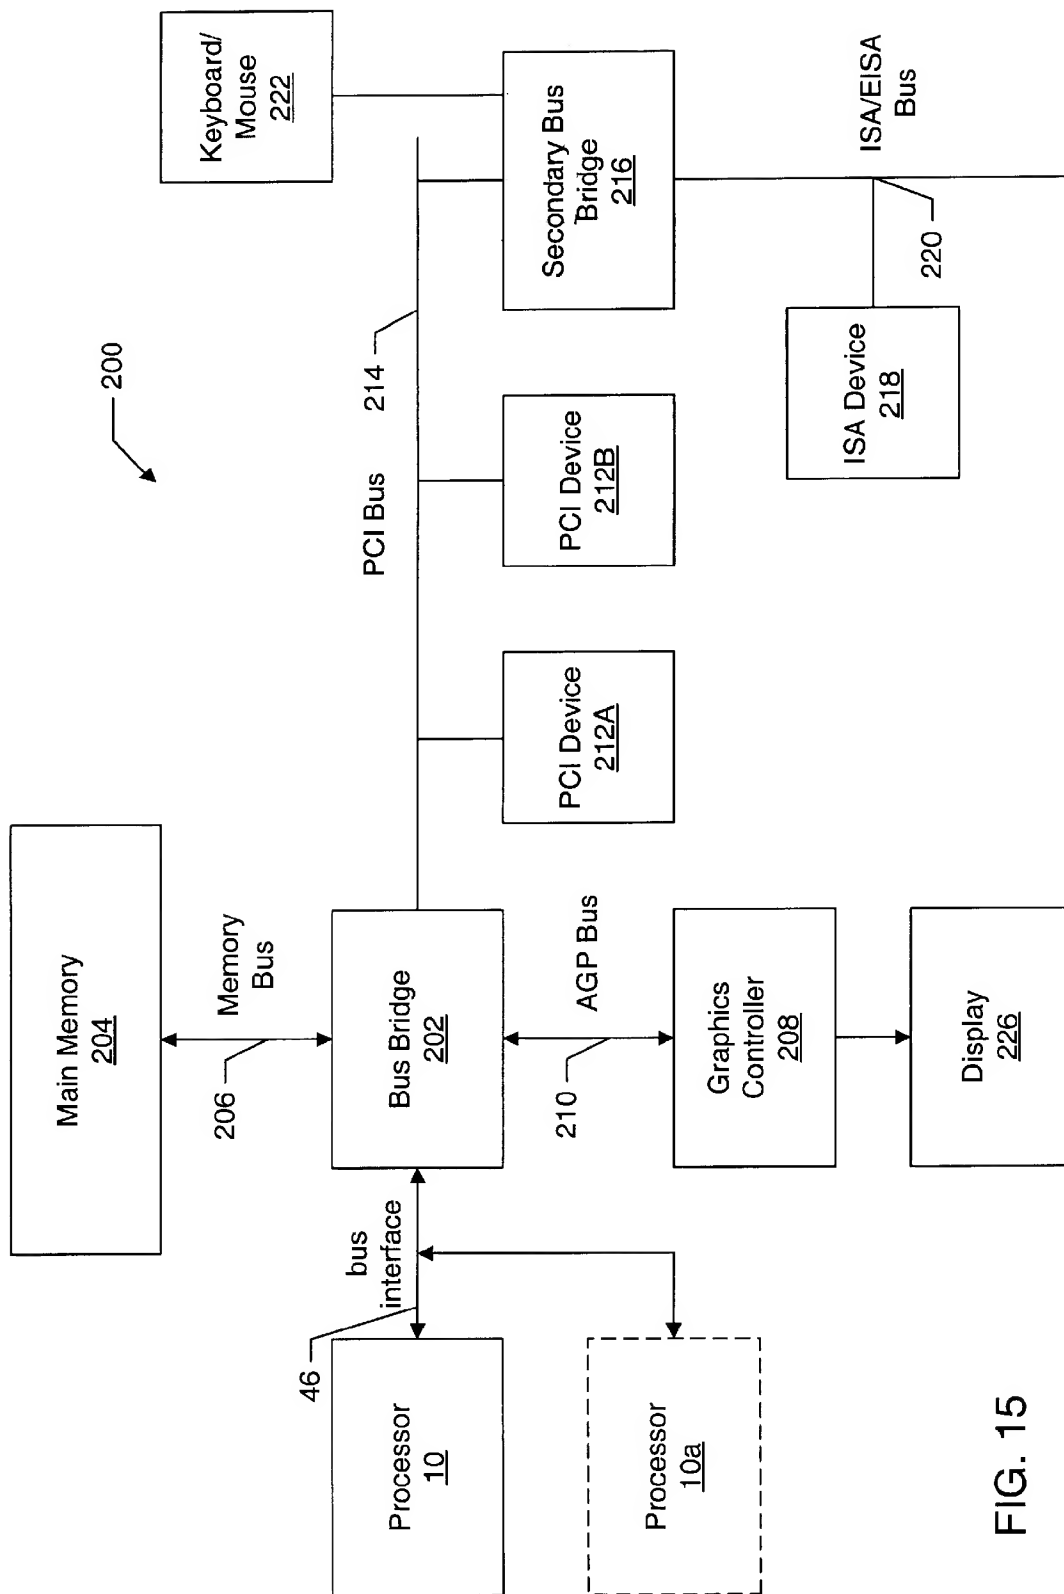 Main Memory
204
200
Keyboard/
Mouse
222
206
Memory
Bus
46
bus
interface
PCI Bus
214
Processor
10
Bus Bridge
202
PCI Device
212A
PCI Device
212B
Secondary Bus
Bridge
216
210
AGP Bus
Processor
10a
Graphics
Controller
208
ISA Device
218
220
ISA/EISA
Bus
Display
226
FIG. 15